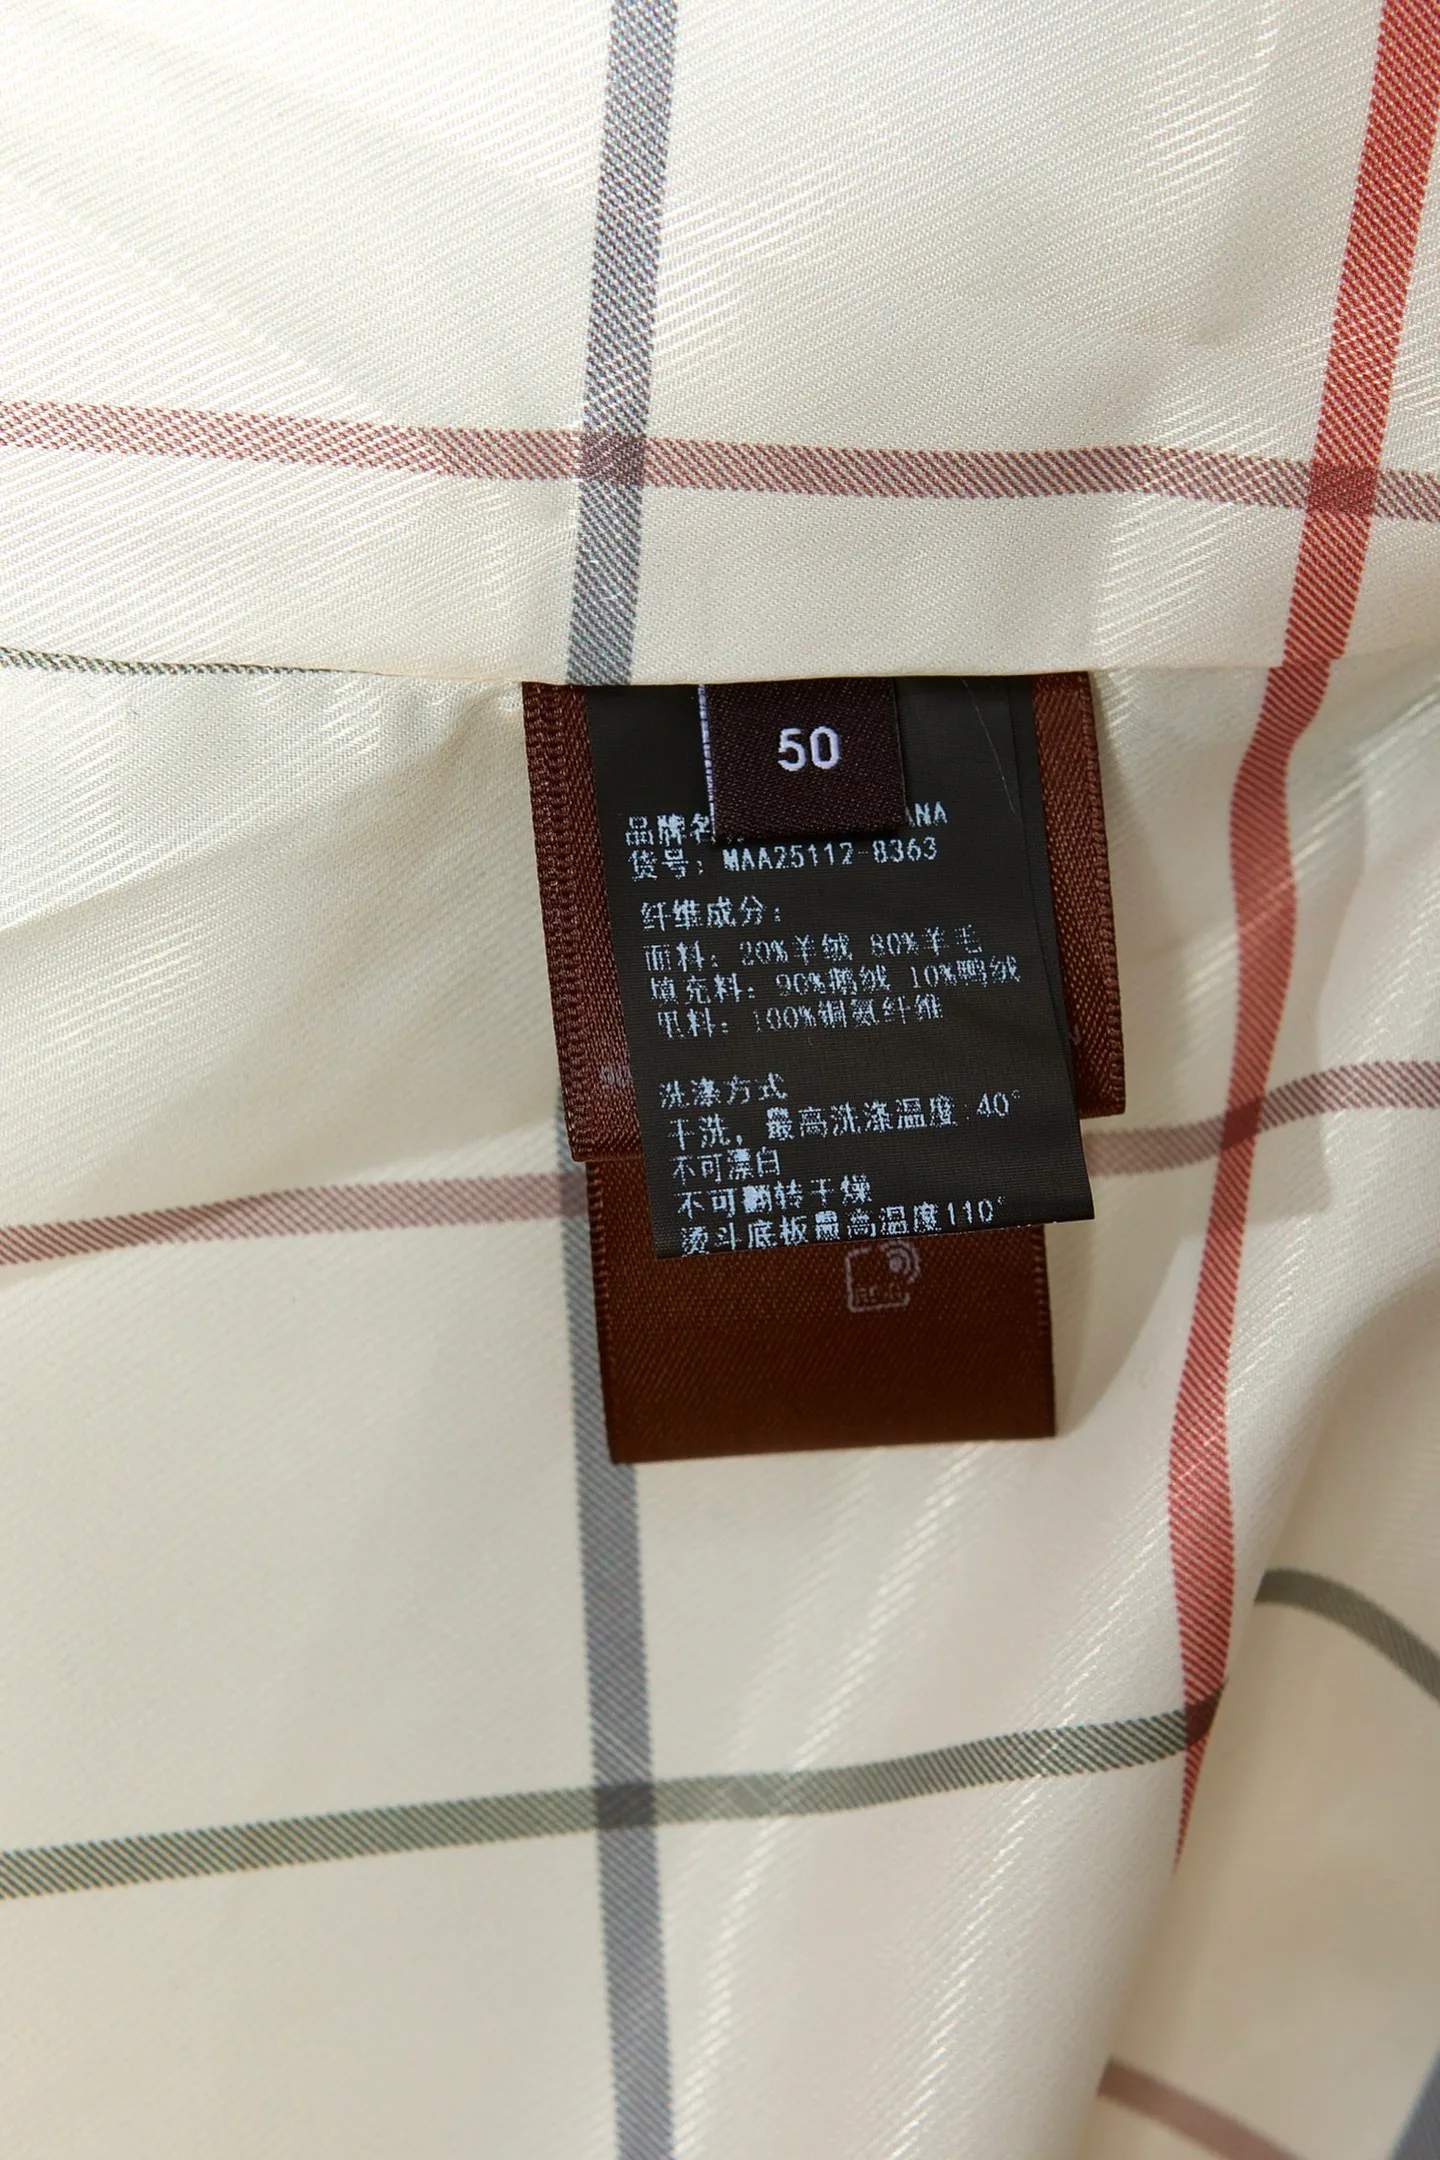 50
品牌名 ANA
货号: MAA25112-8363
纤维成分:
面料: 20%羊绒 80%羊毛
填充料: 90%鹅绒 10%鸭绒
里料: 100%铜氨纤维
洗涤方式
干洗, 最高洗涤温度 40°
不可漂白
不可翻转干燥
烫斗底板最高温度110°